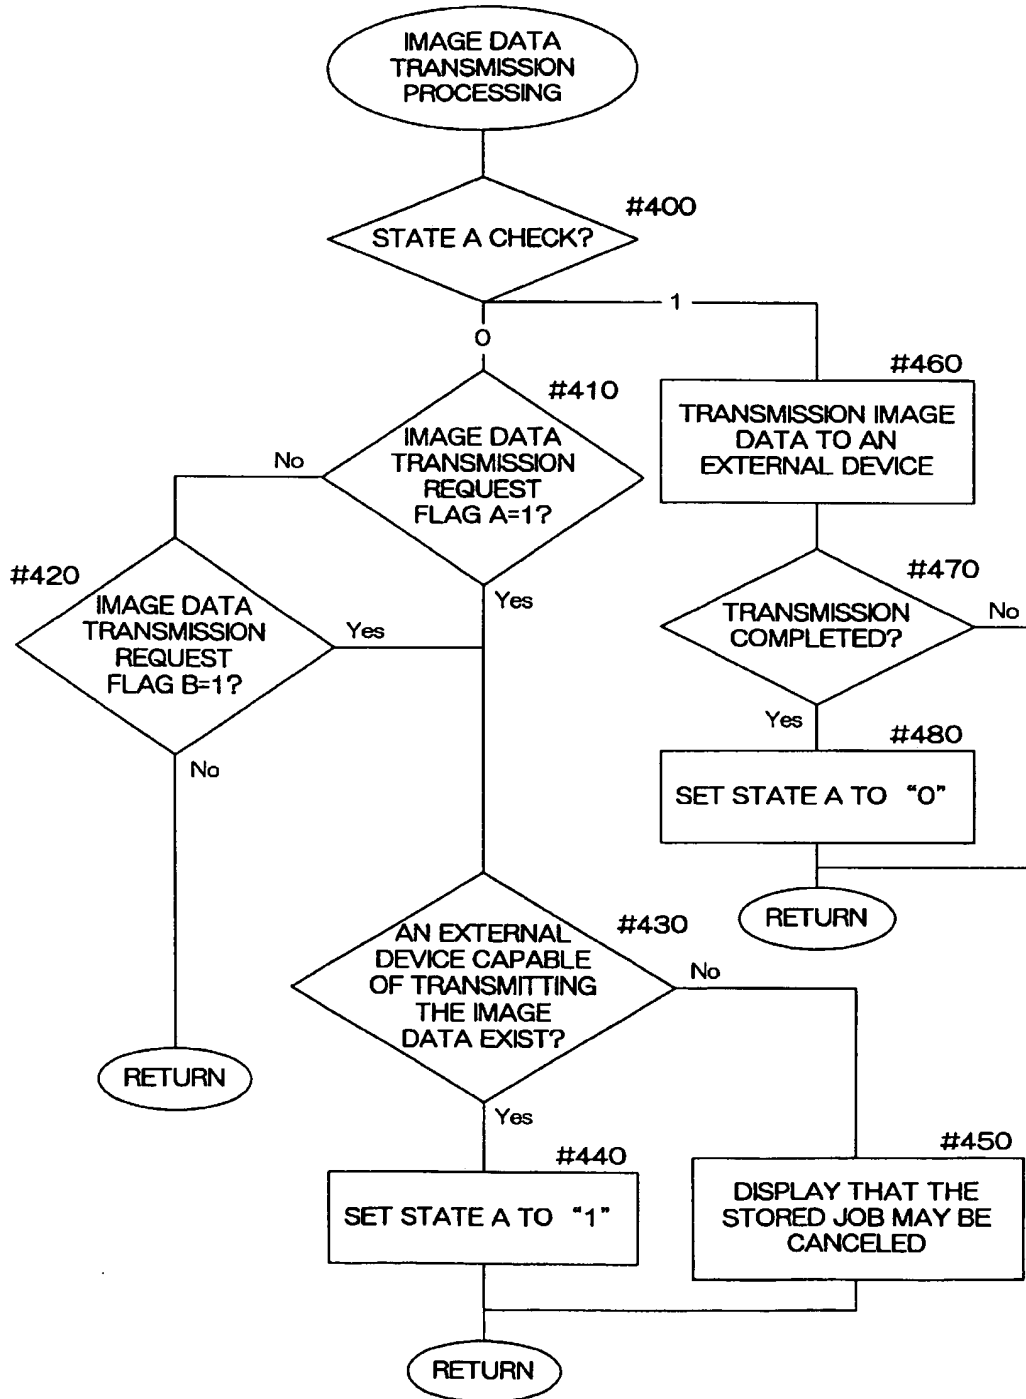 IMAGE DATA
TRANSMISSION
PROCESSING
#400
STATE A CHECK?
1
0
#410
IMAGE DATA
TRANSMISSION
REQUEST
FLAG A=1?
No
Yes
#420
IMAGE DATA
TRANSMISSION
REQUEST
FLAG B=1?
Yes
No
RETURN
#460
TRANSMISSION IMAGE
DATA TO AN
EXTERNAL DEVICE
#470
TRANSMISSION
COMPLETED?
No
Yes
#480
SET STATE A TO “0”
RETURN
#430
AN EXTERNAL
DEVICE CAPABLE
OF TRANSMITTING
THE IMAGE
DATA EXIST?
No
Yes
#440
SET STATE A TO “1”
#450
DISPLAY THAT THE
STORED JOB MAY BE
CANCELED
RETURN